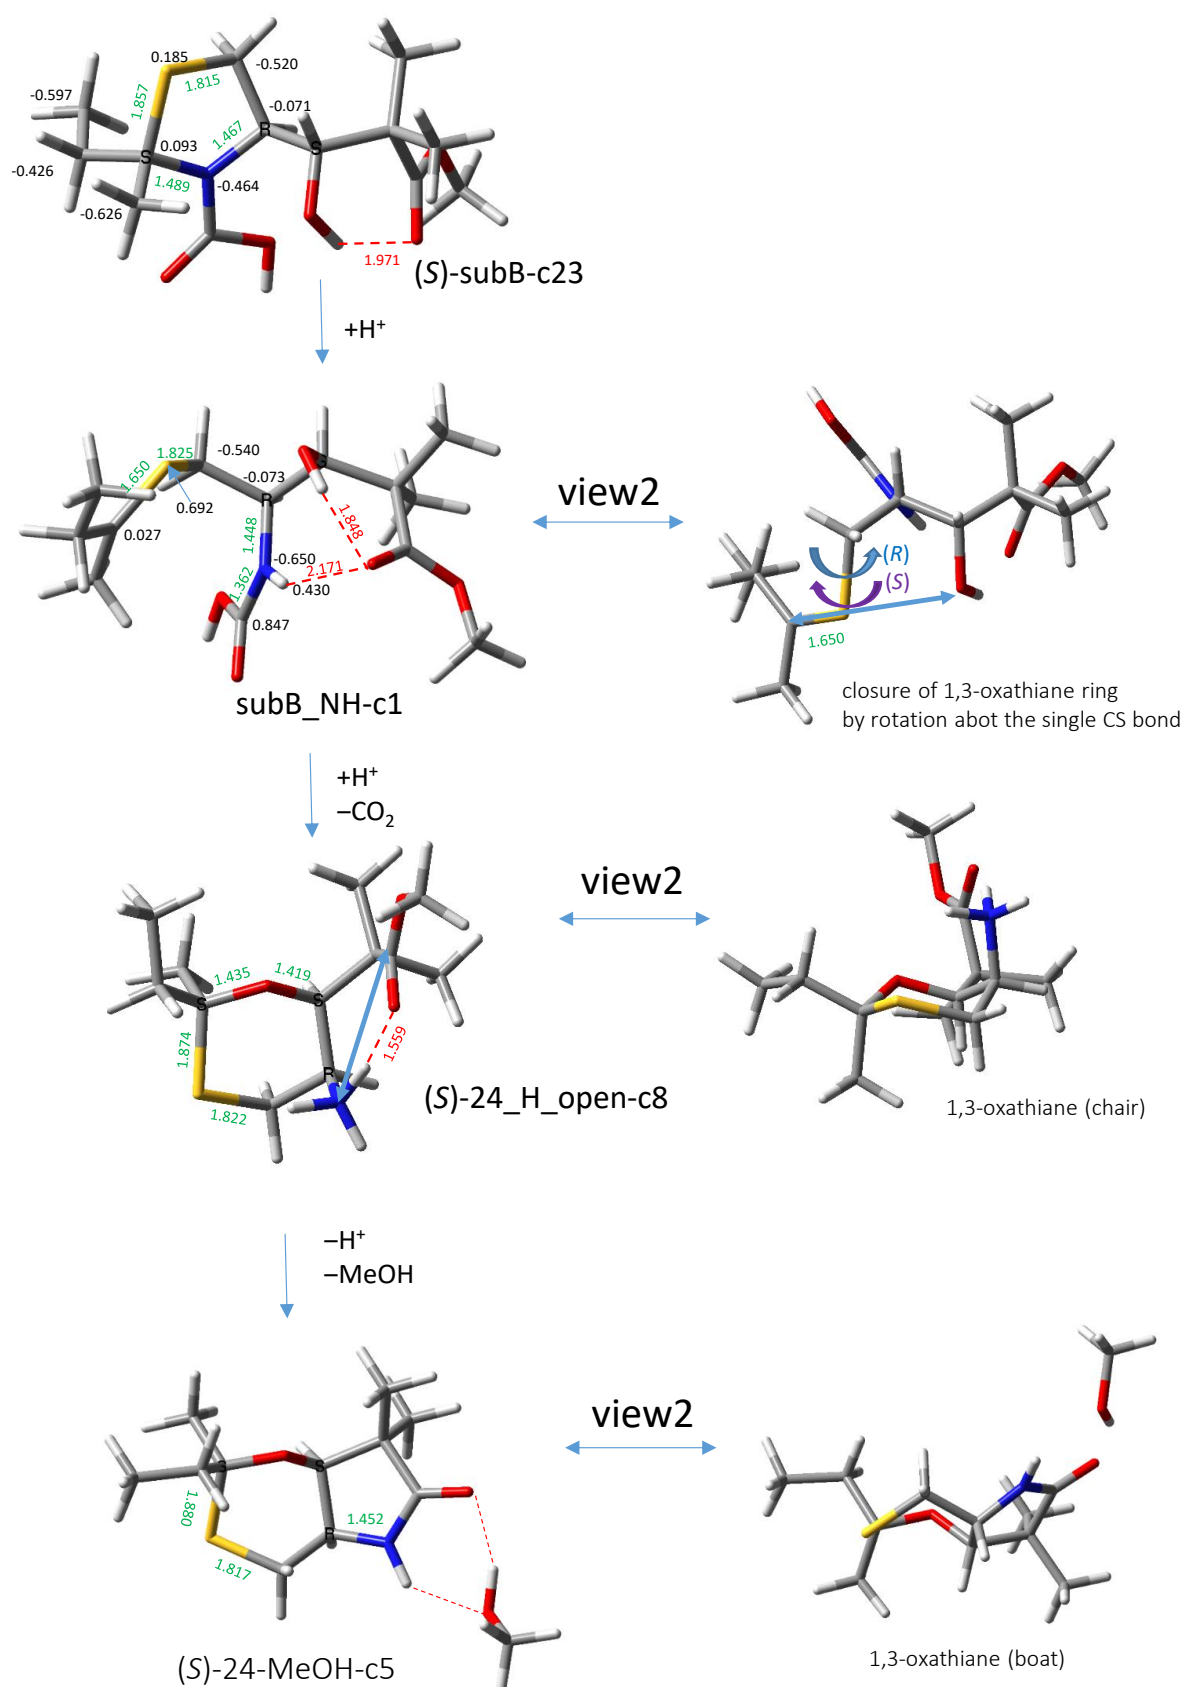 0.185
-0.520
1.815
-0.597
1.857
-0.071
1.467
R
0.093
S
S
-0.426
1.489
-0.464
-0.626
1.971
(S)-subB-c23
+H+
1.825
-0.540
1.650
-0.073
R
0.692
0.027
1.448
1.848
-0.650
2.171
1.362
0.430
0.847
subB_NH-c1
view2
(R)
(S)
1.650
closure of 1,3-oxathiane ring
by rotation abot the single CS bond
+H+
–CO2
view2
1.435
1.419
S
S
1.874
1.559
R
1.822
(S)-24_H_open-c8
1,3-oxathiane (chair)
–H+
–MeOH
view2
S
S
1.880
1.452
R
1.817
(S)-24-MeOH-c5
1,3-oxathiane (boat)